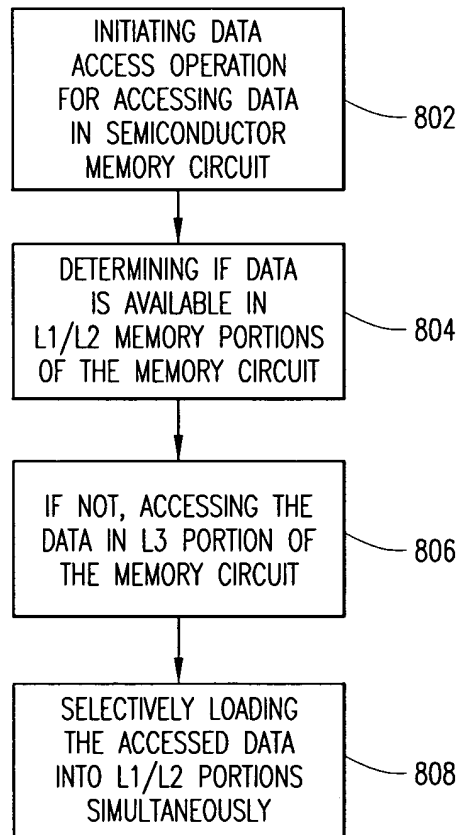 INITIATING DATA
ACCESS OPERATION
FOR ACCESSING DATA
IN SEMICONDUCTOR
MEMORY CIRCUIT
802
DETERMINING IF DATA
IS AVAILABLE IN
L1/L2 MEMORY PORTIONS
OF THE MEMORY CIRCUIT
804
IF NOT, ACCESSING THE
DATA IN L3 PORTION OF
THE MEMORY CIRCUIT
806
SELECTIVELY LOADING
THE ACCESSED DATA
INTO L1/L2 PORTIONS
SIMULTANEOUSLY
808